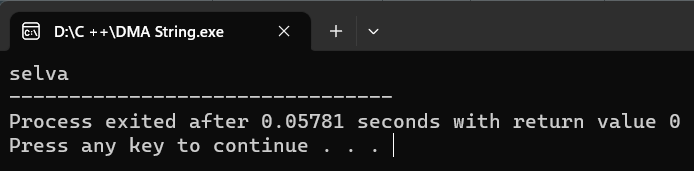 D:\C ++\DMA String.exe
selva
--------------------------------
Process exited after 0.05781 seconds with return value 0
Press any key to continue . . .